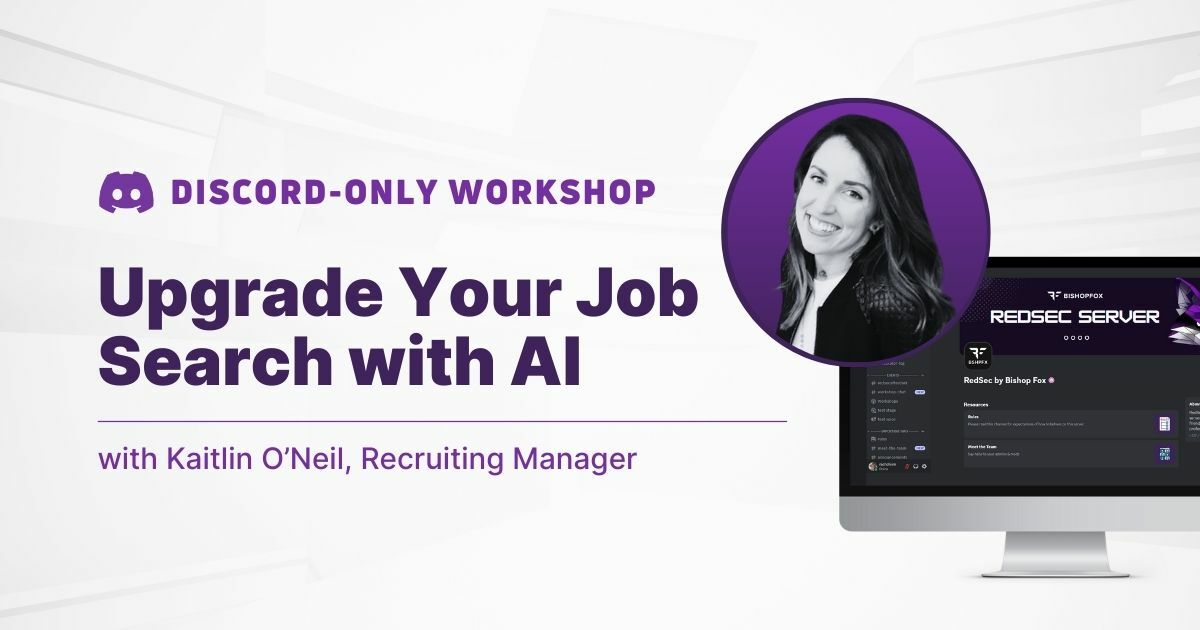 DISCORD-ONLY WORKSHOP
Upgrade Your Job
Search with AI
with Kaitlin O’Neil, Recruiting Manager
BISHOPFOX
REDSEC SERVER
BISHPFX
RedSec by Bishop Fox
Resources
Rules
Meet the Team